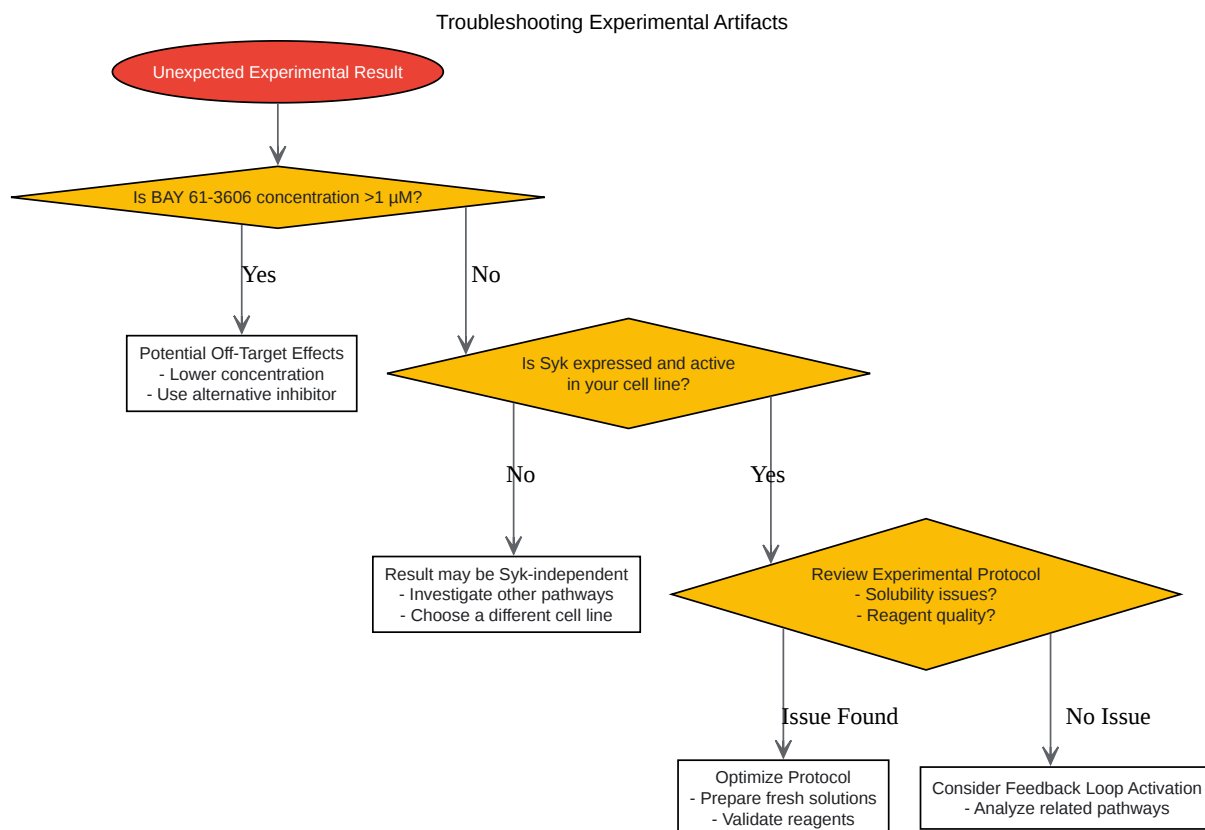 Troubleshooting Experimental Artifacts
Unexpected Experimental Result
Is BAY 61-3606 concentration >1 µM?
Yes
No
Potential Off-Target Effects
- Lower concentration
- Use alternative inhibitor
Is Syk expressed and active
in your cell line?
No
Yes
Result may be Syk-independent
- Investigate other pathways
- Choose a different cell line
Review Experimental Protocol
- Solubility issues?
- Reagent quality?
Issue Found
No Issue
Optimize Protocol
- Prepare fresh solutions
- Validate reagents
Consider Feedback Loop Activation
- Analyze related pathways